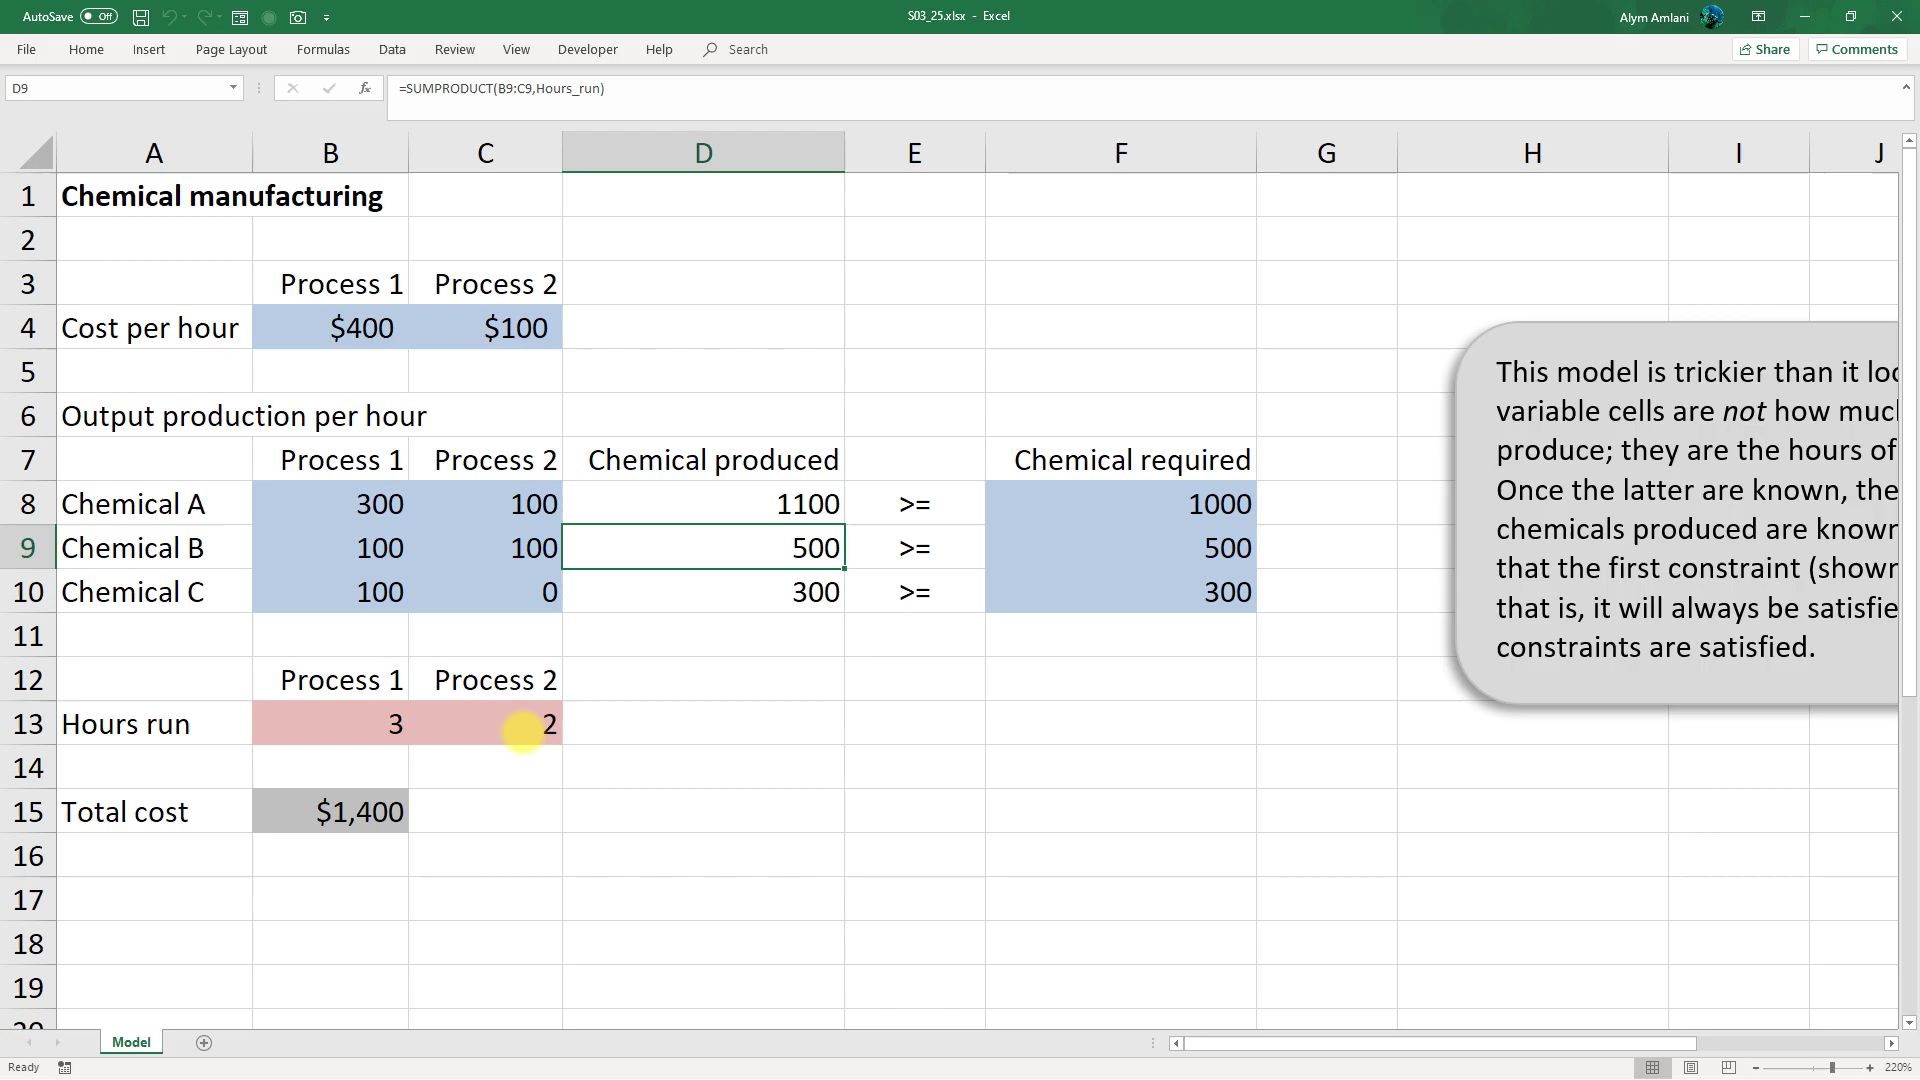 AutoSave Off
S03_25.xlsx - Excel
Alym Amlani
File Home Insert Page Layout Formulas Data Review View Developer Help Search
Share Comments
D9
fx =SUMPRODUCT(B9:C9,Hours_run)
A B C D E F G H I J
1 Chemical manufacturing
2
3 Process 1 Process 2
4 Cost per hour $400 $100
5
6 Output production per hour
7 Process 1 Process 2 Chemical produced Chemical required
8 Chemical A 300 100 1100 >= 1000
9 Chemical B 100 100 500 >= 500
10 Chemical C 100 0 300 >= 300
11
12 Process 1 Process 2
13 Hours run 3 2
14
15 Total cost $1,400
16
17
18
19
20
This model is trickier than it
variable cells are not how
produce; they are the hours of
Once the latter are known,
chemicals produced are
that the first constraint
that is, it will always be
constraints are satisfied.
Model
Ready
220%